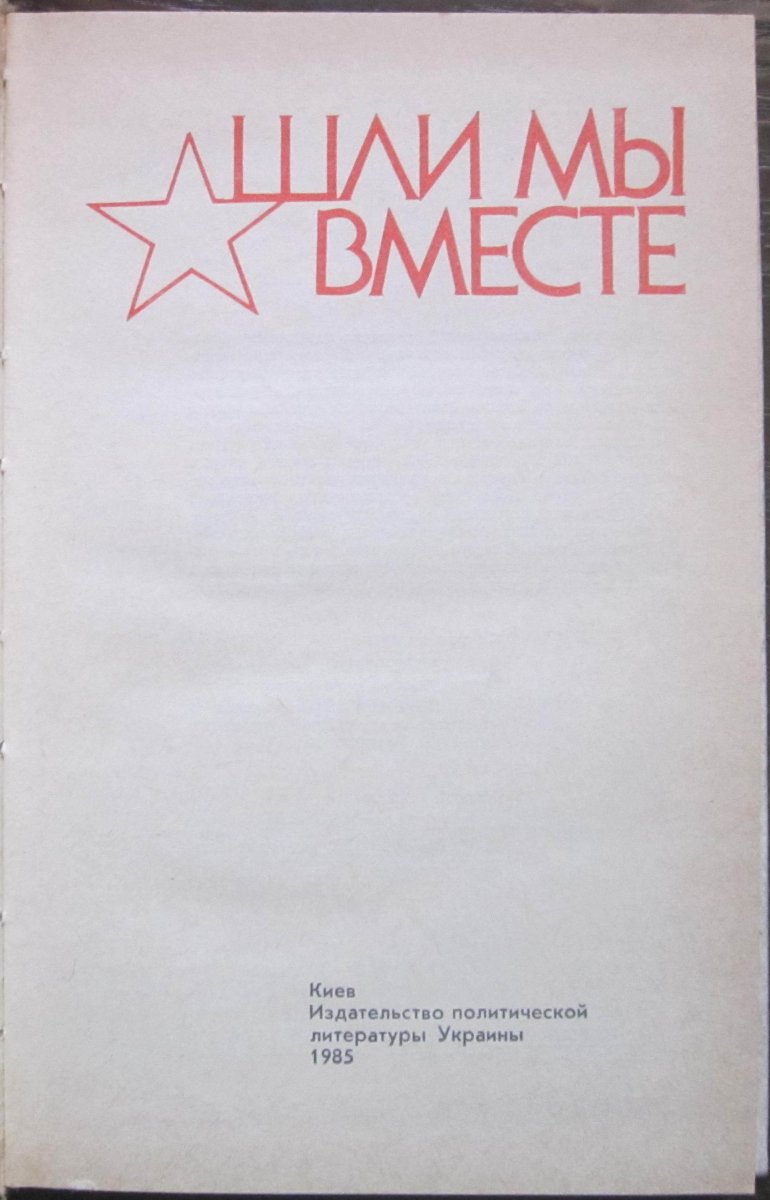 ШЛИ МЫ
ВМЕСТЕ
Киев
Издательство политической
литературы Украины
1985